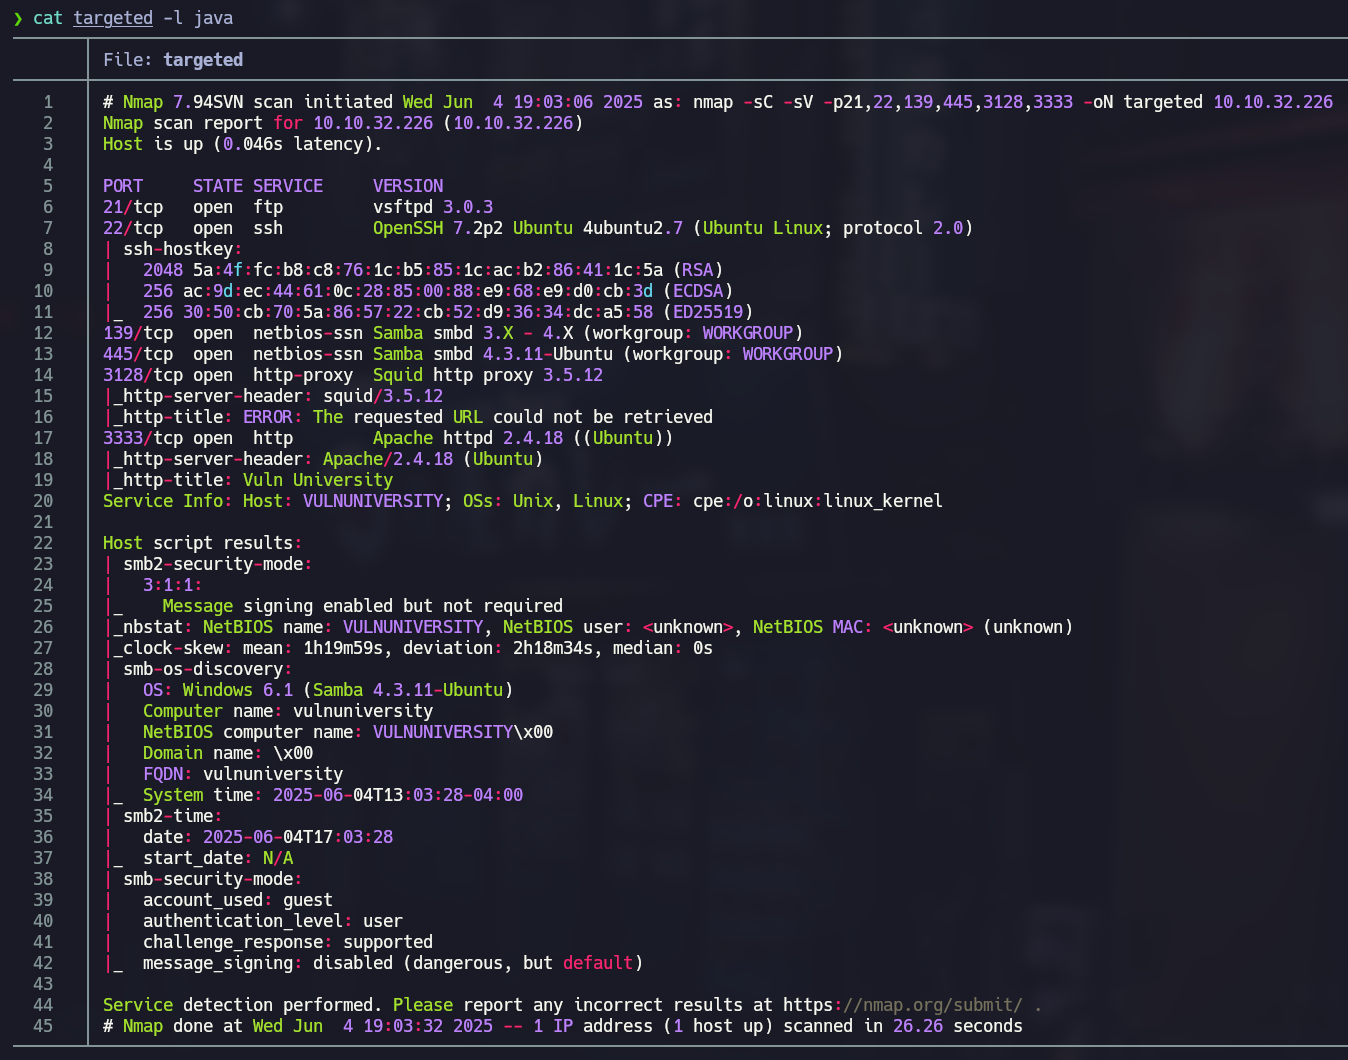 ❯ cat targeted -l java
File: targeted
1 # Nmap 7.94SVN scan initiated Wed Jun  4 19:03:06 2025 as: nmap -sC -sV -p21,22,139,445,3128,3333 -oN targeted 10.10.32.226
2 Nmap scan report for 10.10.32.226 (10.10.32.226)
3 Host is up (0.046s latency).
4
5 PORT     STATE SERVICE     VERSION
6 21/tcp   open  ftp         vsftpd 3.0.3
7 22/tcp   open  ssh         OpenSSH 7.2p2 Ubuntu 4ubuntu2.7 (Ubuntu Linux; protocol 2.0)
8 | ssh-hostkey:
9 |   2048 5a:4f:fc:b8:c8:76:1c:b5:85:1c:ac:b2:86:41:1c:5a (RSA)
10 |   256 ac:9d:ec:44:61:0c:28:85:00:88:e9:68:e9:d0:cb:3d (ECDSA)
11 |_  256 30:50:cb:70:5a:86:57:22:cb:52:d9:36:34:dc:a5:58 (ED25519)
12 139/tcp  open  netbios-ssn Samba smbd 3.X - 4.X (workgroup: WORKGROUP)
13 445/tcp  open  netbios-ssn Samba smbd 4.3.11-Ubuntu (workgroup: WORKGROUP)
14 3128/tcp open  http-proxy  Squid http proxy 3.5.12
15 |_http-server-header: squid/3.5.12
16 |_http-title: ERROR: The requested URL could not be retrieved
17 3333/tcp open  http        Apache httpd 2.4.18 ((Ubuntu))
18 |_http-server-header: Apache/2.4.18 (Ubuntu)
19 |_http-title: Vuln University
20 Service Info: Host: VULNUNIVERSITY; OSs: Unix, Linux; CPE: cpe:/o:linux:linux_kernel
21
22 Host script results:
23 | smb2-security-mode:
24 |   3:1:1:
25 |_    Message signing enabled but not required
26 |_nbstat: NetBIOS name: VULNUNIVERSITY, NetBIOS user: <unknown>, NetBIOS MAC: <unknown> (unknown)
27 |_clock-skew: mean: 1h19m59s, deviation: 2h18m34s, median: 0s
28 | smb-os-discovery:
29 |   OS: Windows 6.1 (Samba 4.3.11-Ubuntu)
30 |   Computer name: vulnuniversity
31 |   NetBIOS computer name: VULNUNIVERSITY\x00
32 |   Domain name: \x00
33 |   FQDN: vulnuniversity
34 |_  System time: 2025-06-04T13:03:28-04:00
35 | smb2-time:
36 |   date: 2025-06-04T17:03:28
37 |_  start_date: N/A
38 | smb-security-mode:
39 |   account_used: guest
40 |   authentication_level: user
41 |   challenge_response: supported
42 |_  message_signing: disabled (dangerous, but default)
43
44 Service detection performed. Please report any incorrect results at https://nmap.org/submit/ .
45 # Nmap done at Wed Jun  4 19:03:32 2025 -- 1 IP address (1 host up) scanned in 26.26 seconds